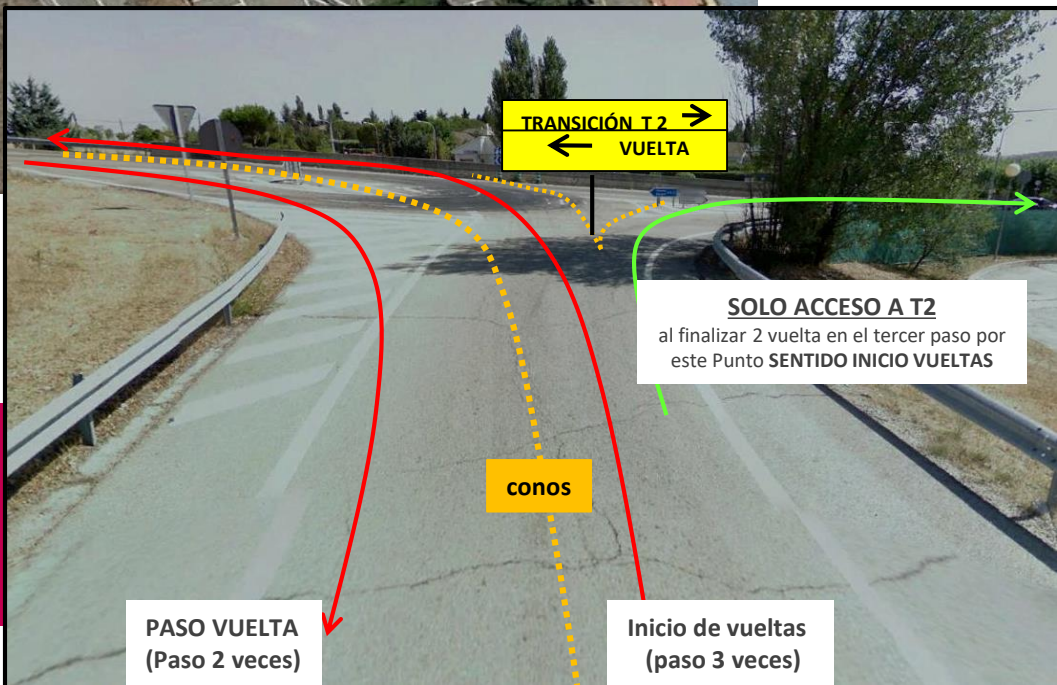 TRANSICIÓN T 2
VUELTA
SOLO ACCESO A T2
al finalizar 2 vuelta en el tercer paso por
este Punto SENTIDO INICIO VUELTAS
conos
PASO VUELTA
(Paso 2 veces)
Inicio de vueltas
(paso 3 veces)